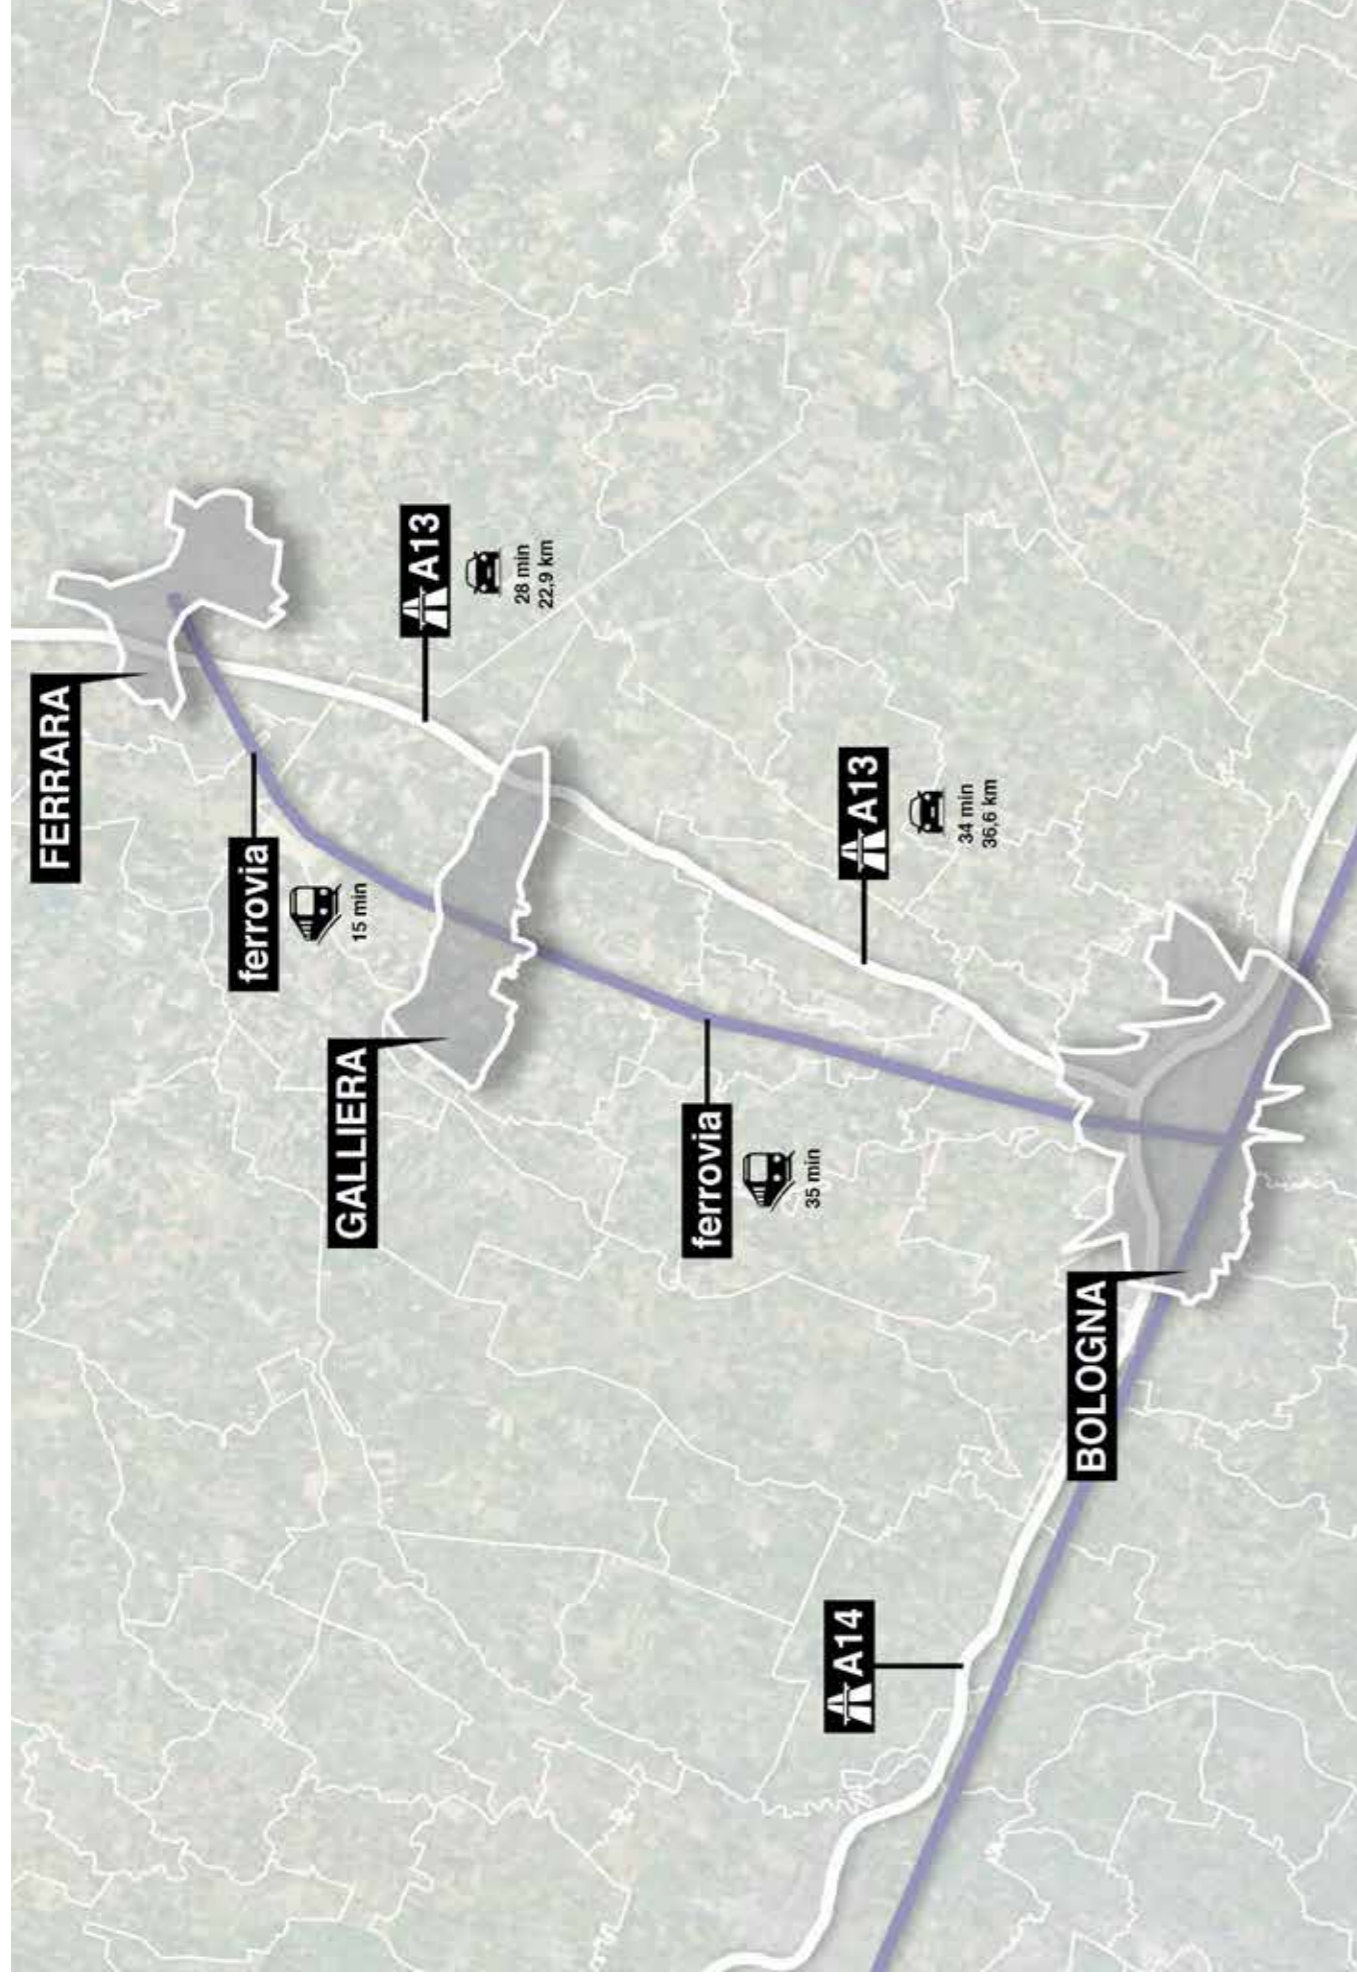 FERRARA
A13
28 min
22,9 km
ferrovia
15 min
GALLIERA
A13
34 min
36,6 km
ferrovia
35 min
BOLOGNA
A14